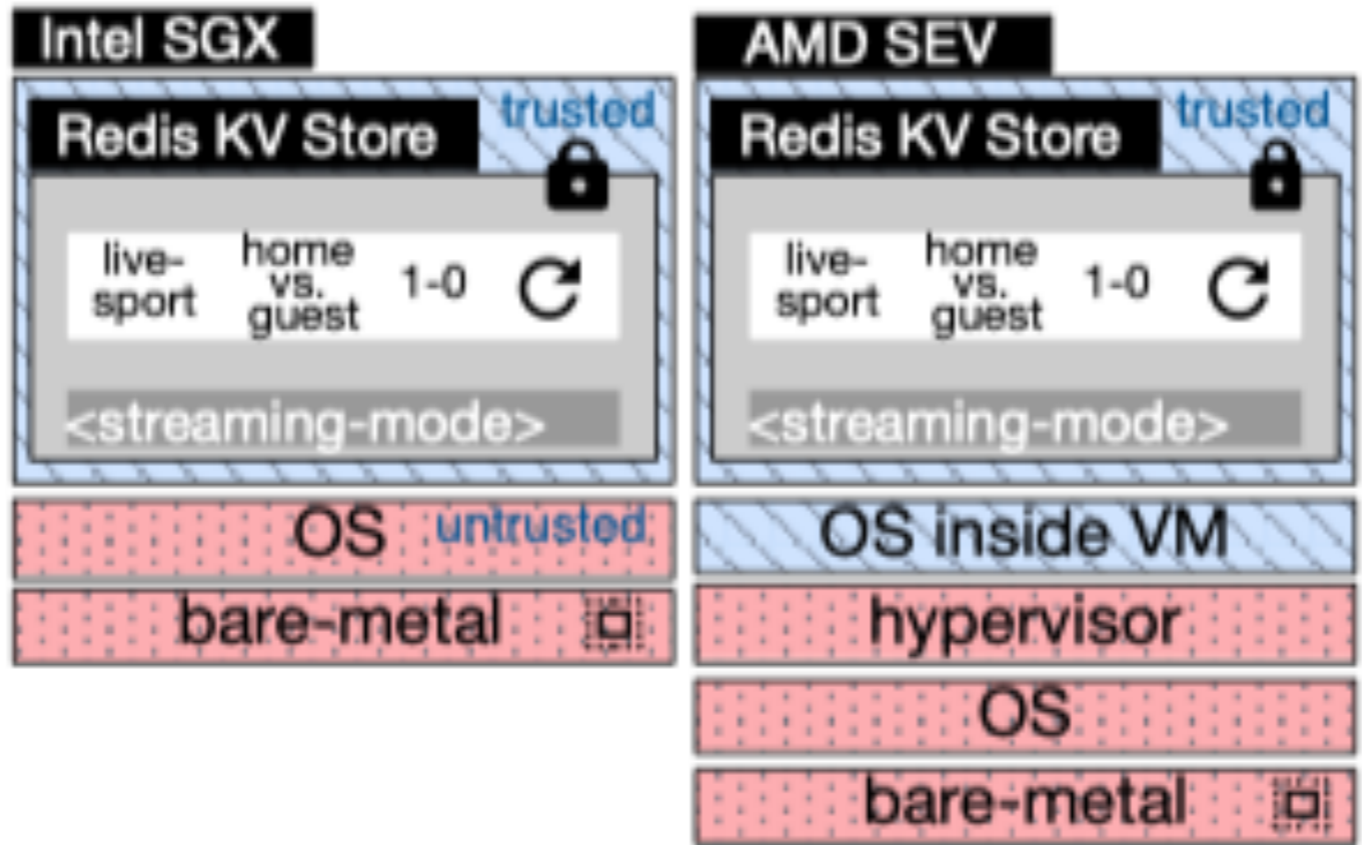 Intel SGX
Redis KV Store
trusted
live-
sport
home
vs.
guest
1-0
<streaming-mode>
OS
untrusted
bare-metal
AMD SEV
Redis KV Store
trusted
live-
sport
home
vs.
guest
1-0
<streaming-mode>
OS inside VM
hypervisor
OS
bare-metal